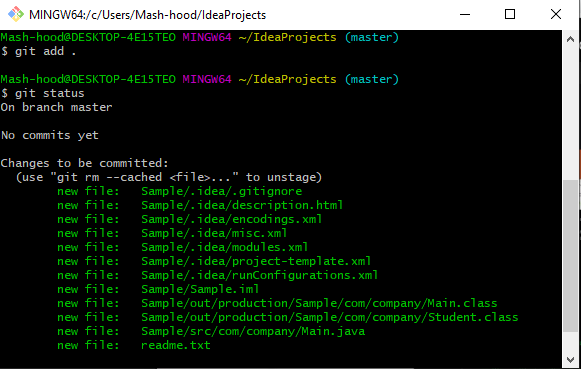 MINGW64:/c/Users/Mash-hood/IdeaProjects
Mash-hood@DESKTOP-4E15TEO MINGW64 ~/IdeaProjects (master)
$ git add .
Mash-hood@DESKTOP-4E15TEO MINGW64 ~/IdeaProjects (master)
$ git status
On branch master
No commits yet
Changes to be committed:
(use "git rm --cached <file>..." to unstage)
new file: Sample/.idea/.gitignore
new file: Sample/.idea/description.html
new file: Sample/.idea/encodings.xml
new file: Sample/.idea/misc.xml
new file: Sample/.idea/modules.xml
new file: Sample/.idea/project-template.xml
new file: Sample/.idea/runConfigurations.xml
new file: Sample/Sample.iml
new file: Sample/out/production/Sample/com/company/Main.class
new file: Sample/out/production/Sample/com/company/Student.class
new file: Sample/src/com/company/Main.java
new file: readme.txt